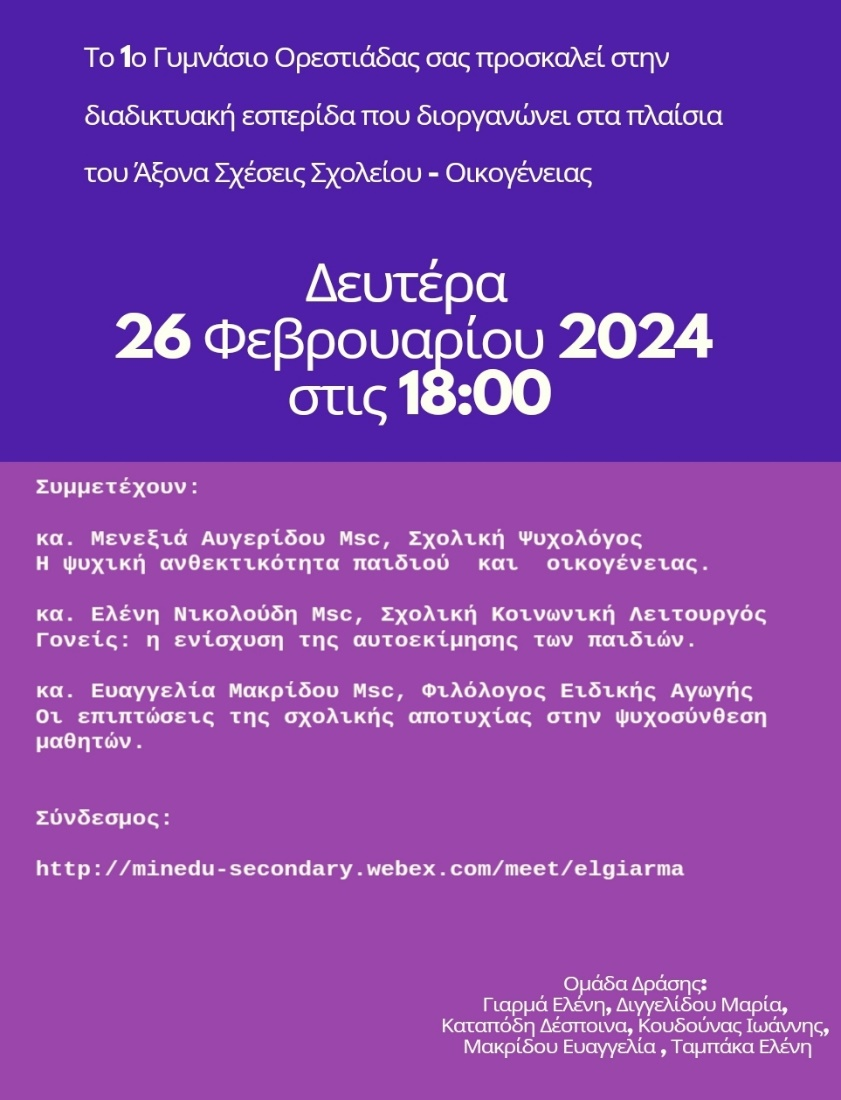 Το 1ο Γυμνάσιο Ορεστιάδας σας προσκαλεί στην
διαδικτυακή εσπερίδα που διοργανώνει στα πλαίσια
του Άξονα Σχέσεις Σχολείου - Οικογένειας
Δευτέρα
26 Φεβρουαρίου 2024
στις 18:00
Συμμετέχουν:
κα. Μενεξιά Αυγερίδου Msc, Σχολική Ψυχολόγος
Η ψυχική ανθεκτικότητα παιδιού και οικογένειας.
κα. Ελένη Νικολούδη Msc, Σχολική Κοινωνική Λειτουργός
Γονείς: η ενίσχυση της αυτοεκίμησης των παιδιών.
κα. Ευαγγελία Μακρίδου Msc, Φιλόλογος Ειδικής Αγωγής
Οι επιπτώσεις της σχολικής αποτυχίας στην ψυχοσύνθεση
μαθητών.
Σύνδεσμος:
http://minedu-secondary.webex.com/meet/elgiarma
Ομάδα Δράσης:
Γιαρμά Ελένη, Διγγελίδου Μαρία,
Καταπόδη Δέσποινα, Κουδούνας Ιωάννης,
Μακρίδου Ευαγγελία , Ταμπάκα Ελένη